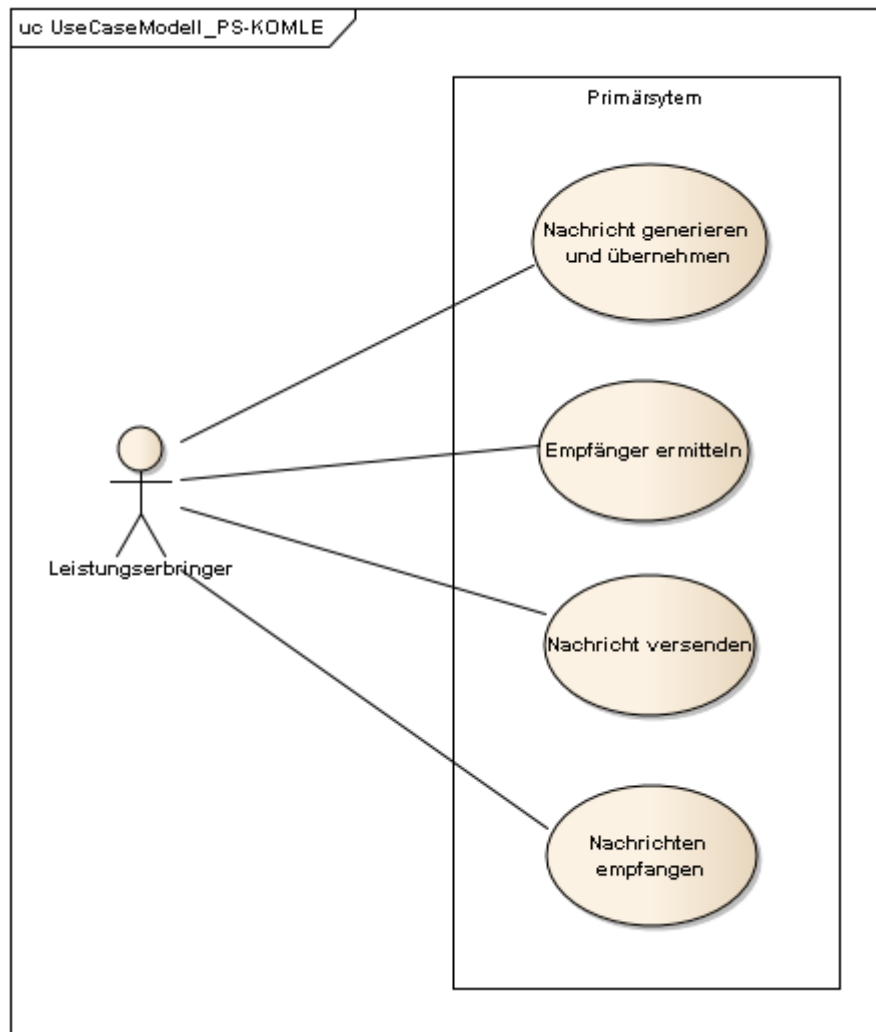 uc UseCaseModell_PS-KOMLE
Primärsytem
Nachricht generieren
und übernehmen
Empfänger ermitteln
Leistungserbringer
Nachricht versenden
Nachrichten
empfangen